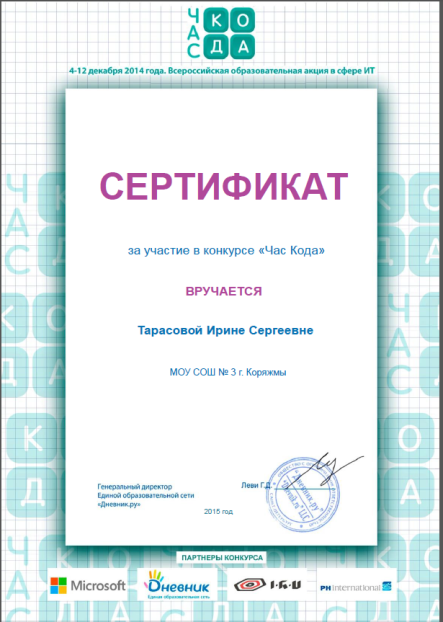 ЧАС
КО
ДА
4-12 декабря 2014 года. Всероссийская образовательная акция в сфере ИТ
СЕРТИФИКАТ
за участие в конкурсе «Час Кода»
ВРУЧАЕТСЯ
Тарасовой Ирине Сергеевне
МОУ СОШ № 3 г. Коряжмы
Генеральный директор
Единой образовательной сети
«Дневник.ру»
Леви Г.Д.
2015 год
ПАРТНЕРЫ КОНКУРСА
Microsoft
Дневник
Единая образовательная сеть
PH International